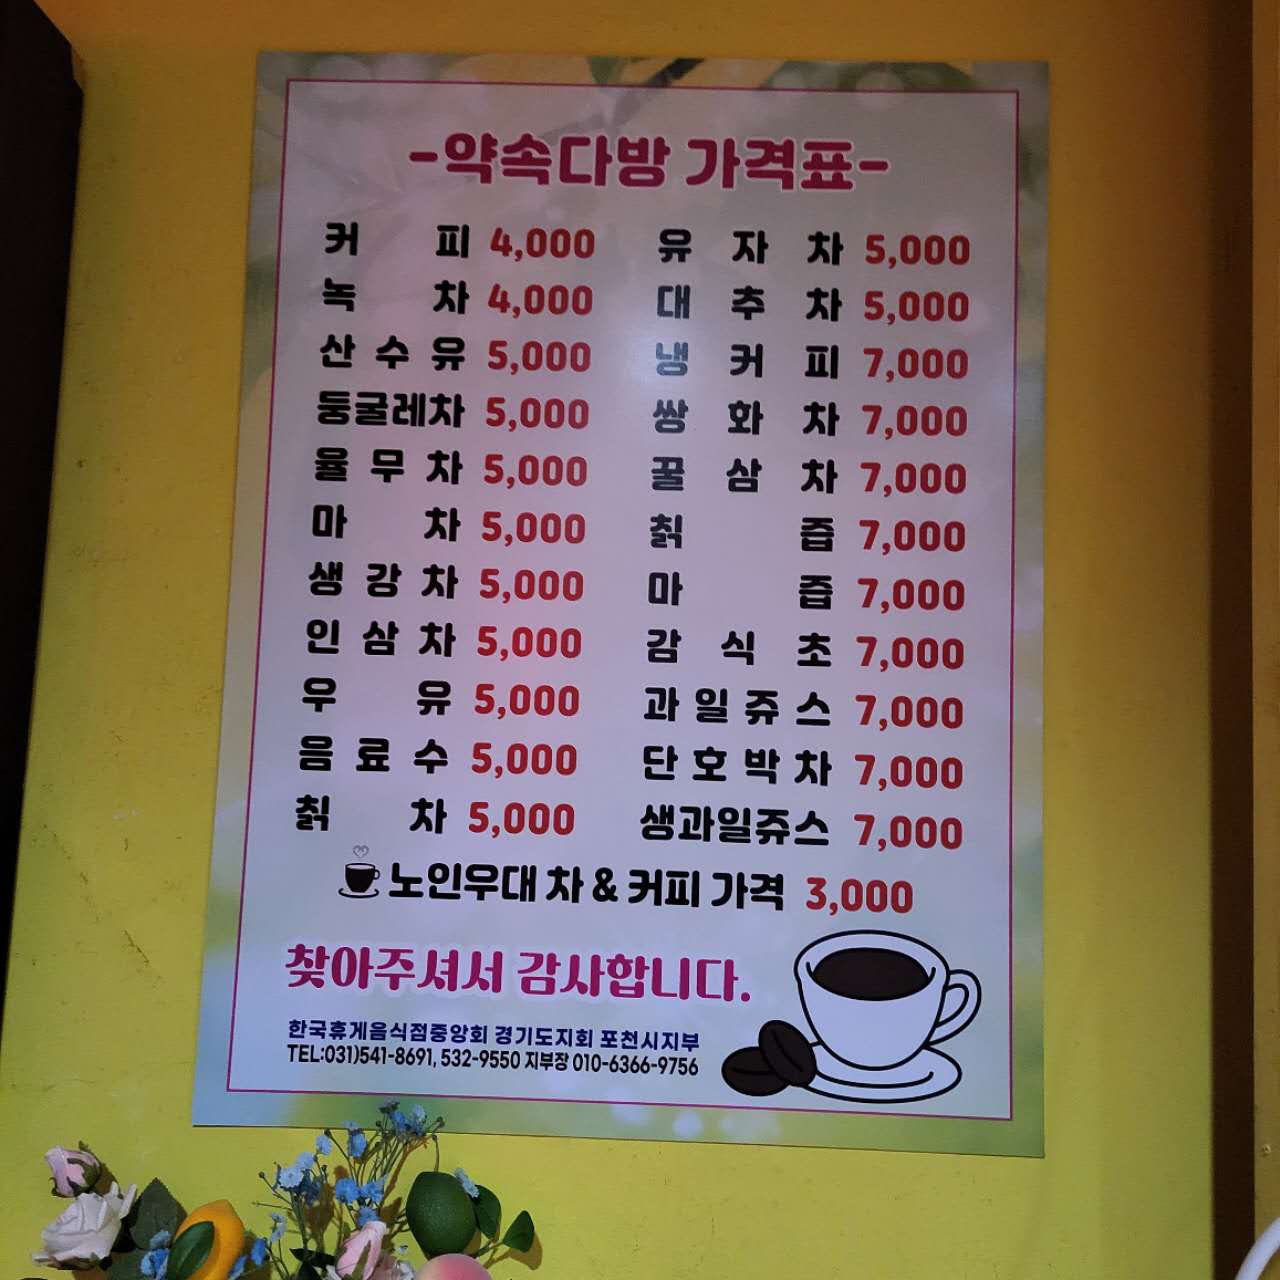 -약속다방 가격표-
커 피 4,000 유 자 차 5,000
녹 차 4,000 대 추 차 5,000
산 수 유 5,000 냉 커 피 7,000
둥굴레차 5,000 쌍 화 차 7,000
율 무 차 5,000 꿀 삼 차 7,000
마 차 5,000 칡 즙 7,000
생 강 차 5,000 마 즙 7,000
인 삼 차 5,000 감 식 초 7,000
우 유 5,000 과 일 쥬 스 7,000
음 료 수 5,000 단 호 박 차 7,000
칡 차 5,000 생과일쥬스 7,000
노인우대 차 & 커피 가격 3,000
찾아주셔서 감사합니다.
한국휴게음식점중앙회 경기도지회 포천시지부
TEL:031)541-8691, 532-9550 지부장 010-6366-9756